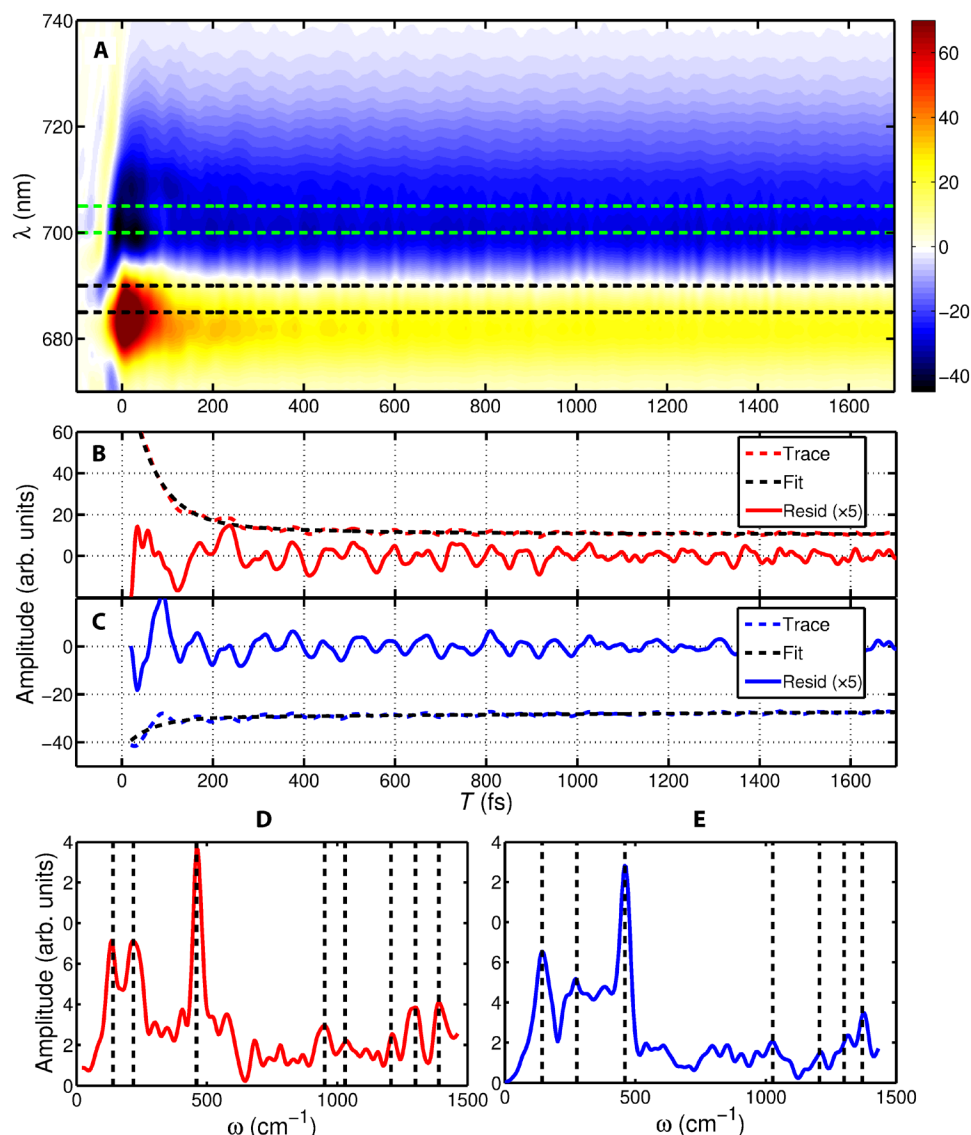 A
740
720
700
680
λ (nm)
0 200 400 600 800 1000 1200 1400 1600
60
40
20
0
−20
−40
B
60
40
20
0
Trace
Fit
Resid (×5)
Amplitude (arb. units)
C
0
−20
−40
Trace
Fit
Resid (×5)
0 200 400 600 800 1000 1200 1400 1600
T (fs)
D
4
2
0
6
4
2
0
Amplitude (arb. units)
0 500 1000 1500
ω (cm⁻¹)
E
4
2
0
6
4
2
0
0 500 1000 1500
ω (cm⁻¹)